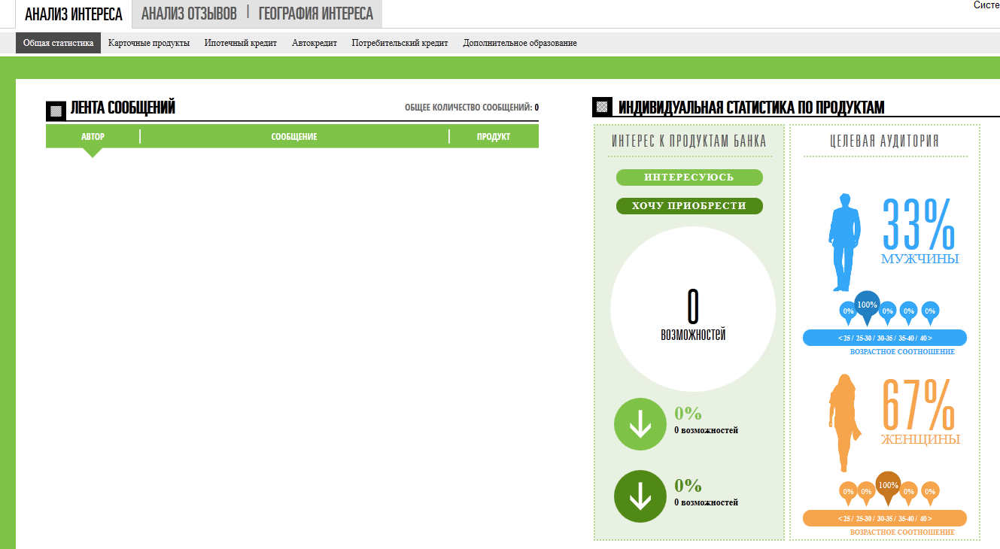 АНАЛИЗ ИНТЕРЕСА
АНАЛИЗ ОТЗЫВОВ | ГЕОГРАФИЯ ИНТЕРЕСА
Систе
Общая статистика Карточные продукты Ипотечный кредит Автокредит Потребительский кредит Дополнительное образование
ЛЕНТА СООБЩЕНИЙ
ОБЩЕЕ КОЛИЧЕСТВО СООБЩЕНИЙ: 0
АВТОР СООБЩЕНИЕ ПРОДУКТ
ИНДИВИДУАЛЬНАЯ СТАТИСТИКА ПО ПРОДУКТАМ
ИНТЕРЕС К ПРОДУКТАМ БАНКА
ИНТЕРЕСУЮСЬ
ХОЧУ ПРИОБРЕСТИ
0
ВОЗМОЖНОСТЕЙ
0%
0 возможностей
0%
0 возможностей
ЦЕЛЕВАЯ АУДИТОРИЯ
33%
МУЖЧИНЫ
0% 100% 0% 0% 0%
<25 / 25-30 / 30-35 / 35-40 / 40>
ВОЗРАСТНОЕ СООТНОШЕНИЕ
67%
ЖЕНЩИНЫ
0% 0% 100% 0% 0%
<25 / 25-30 / 30-35 / 35-40 / 40>
ВОЗРАСТНОЕ СООТНОШЕНИЕ